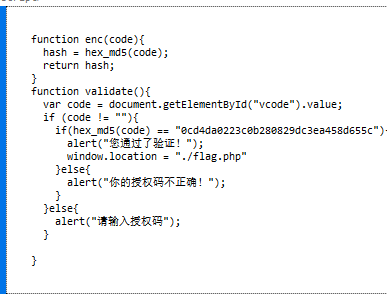 function enc(code){
hash = hex_md5(code);
return hash;
}
function validate(){
var code = document.getElementById("vcode").value;
if (code != ""){
if(hex_md5(code) == "0cd4da0223c0b280829dc3ea458d655c"){
alert("您通过了验证！");
window.location = "./flag.php"
}else{
alert("你的授权码不正确！");
}
}else{
alert("请输入授权码");
}
}